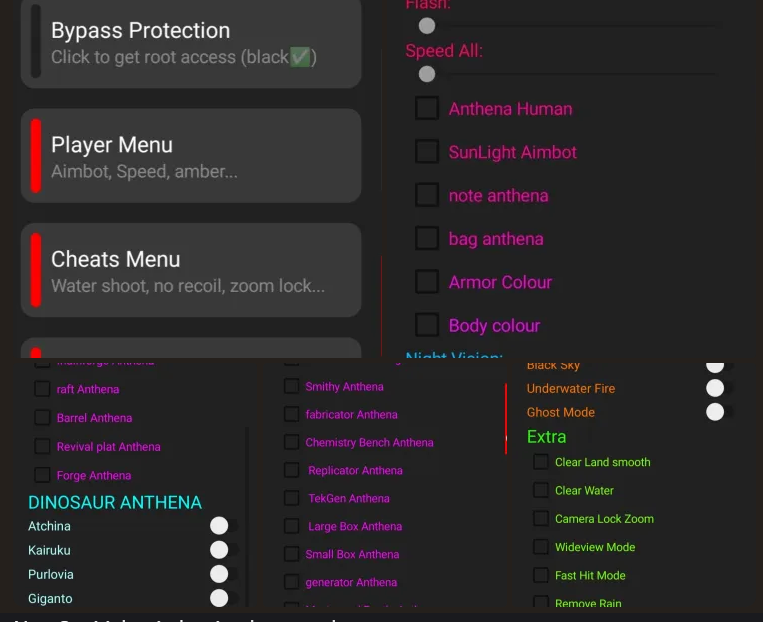 Bypass Protection
Click to get root access (black✅)
Player Menu
Aimbot, Speed, amber...
Cheats Menu
Water shoot, no recoil, zoom lock...
Flash:
Speed All:
Anthena Human
SunLight Aimbot
note anthena
bag anthena
Armor Colour
Body colour
Night Vision:
raft Anthena
Barrel Anthena
Revival plat Anthena
Forge Anthena
DINOSAUR ANTHENA
Atchina
Kairuku
Purlovia
Giganto
Smithy Anthena
fabricator Anthena
Chemistry Bench Anthena
Replicator Anthena
TekGen Anthena
Large Box Anthena
Small Box Anthena
generator Anthena
Black Sky
Underwater Fire
Ghost Mode
Extra
Clear Land smooth
Clear Water
Camera Lock Zoom
Wideview Mode
Fast Hit Mode
Remove Rain